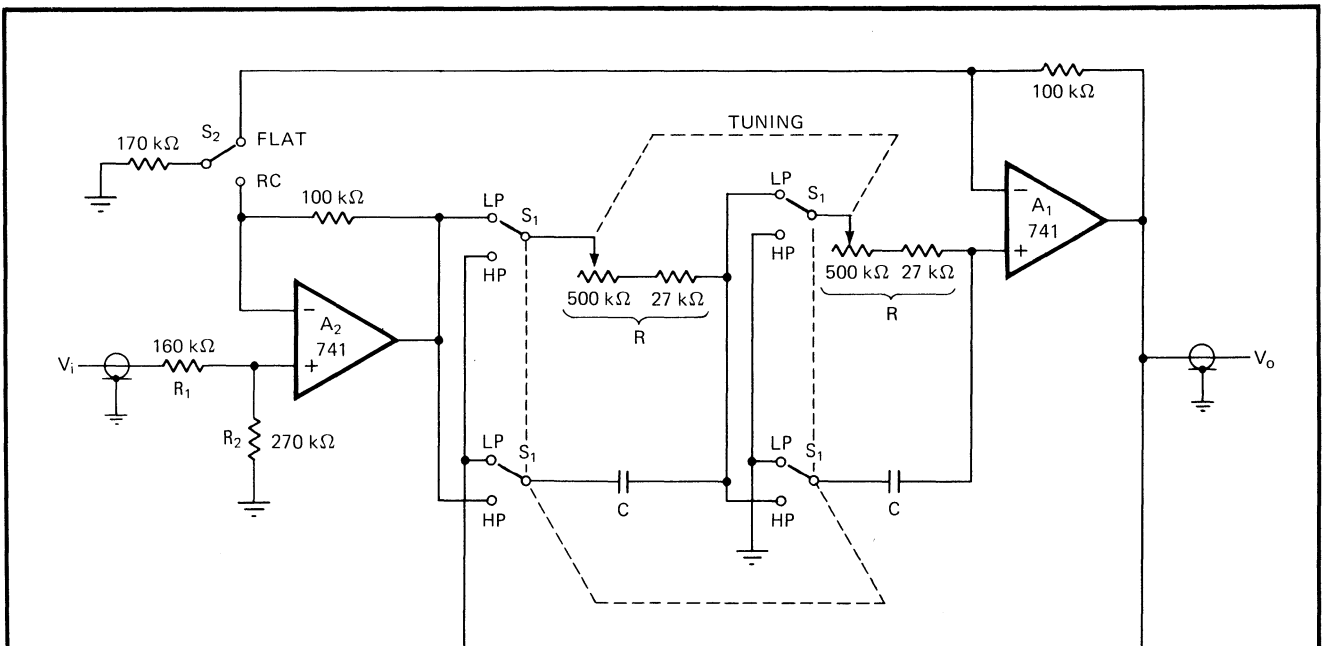 100 kΩ
TUNING
170 kΩ
S2
FLAT
RC
100 kΩ
LP
S1
HP
500 kΩ
27 kΩ
R
LP
S1
HP
500 kΩ
27 kΩ
R
−
A1
741
+
−
A2
741
+
Vi
160 kΩ
R1
R2
270 kΩ
Vo
LP
S1
HP
C
LP
S1
HP
C